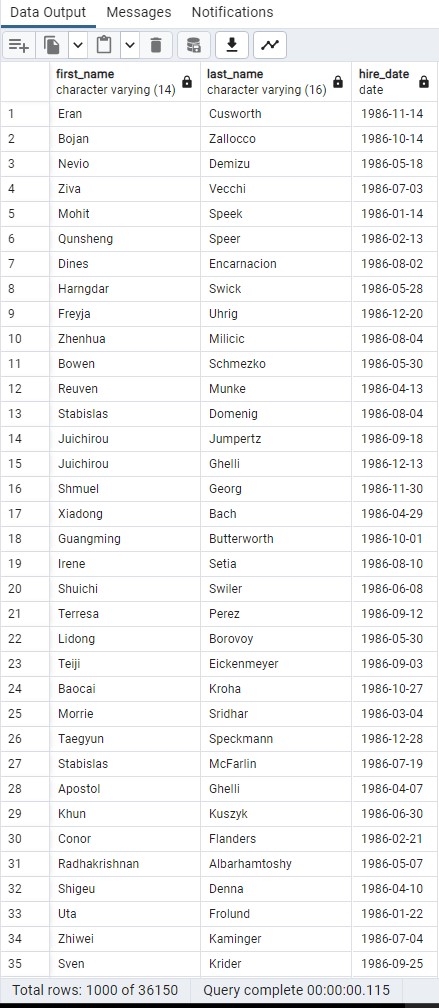 Data Output Messages Notifications
first_name last_name hire_date
character varying (14) character varying (16) date
1 Eran Cusworth 1986-11-14
2 Bojan Zallocco 1986-10-14
3 Nevio Demizu 1986-05-18
4 Ziva Vecchi 1986-07-03
5 Mohit Speek 1986-01-14
6 Qunsheng Speer 1986-02-13
7 Dines Encarnacion 1986-08-02
8 Harngdar Swick 1986-05-28
9 Freyja Uhrig 1986-12-20
10 Zhenhua Milicic 1986-08-04
11 Bowen Schmezko 1986-05-30
12 Reuven Munke 1986-04-13
13 Stabislas Domenig 1986-08-04
14 Juichirou Jumpertz 1986-09-18
15 Juichirou Ghelli 1986-12-13
16 Shmuel Georg 1986-11-30
17 Xiadong Bach 1986-04-29
18 Guangming Butterworth 1986-10-01
19 Irene Setia 1986-08-10
20 Shuichi Swiler 1986-06-08
21 Terresa Perez 1986-09-12
22 Lidong Borovoy 1986-05-30
23 Teiji Eickenmeyer 1986-09-03
24 Baocai Kroha 1986-10-27
25 Morrie Sridhar 1986-03-04
26 Taegyun Speckmann 1986-12-28
27 Stabislas McFarlin 1986-07-19
28 Apostol Ghelli 1986-04-07
29 Khun Kuszyk 1986-06-30
30 Conor Flanders 1986-02-21
31 Radhakrishnan Albarhamtoshy 1986-05-07
32 Shigeu Denna 1986-04-10
33 Uta Frolund 1986-01-22
34 Zhiwei Kaminger 1986-07-04
35 Sven Krider 1986-09-25
Total rows: 1000 of 36150 Query complete 00:00:00.115